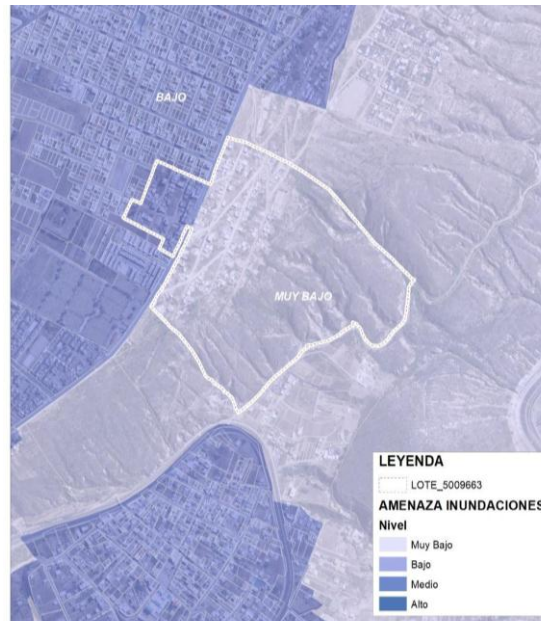 BAJO
MUY BAJO
LEYENDA
LOTE_5009663
AMENAZA INUNDACIONES
Nivel
Muy Bajo
Bajo
Medio
Alto